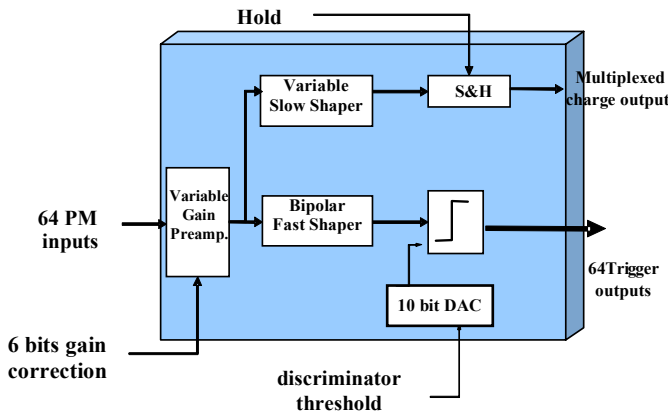 Hold
Variable
Slow Shaper
S&H
Multiplexed
charge output
Variable
Gain
Preamp.
64 PM
inputs
Bipolar
Fast Shaper
64Trigger
outputs
10 bit DAC
6 bits gain
correction
discriminator
threshold